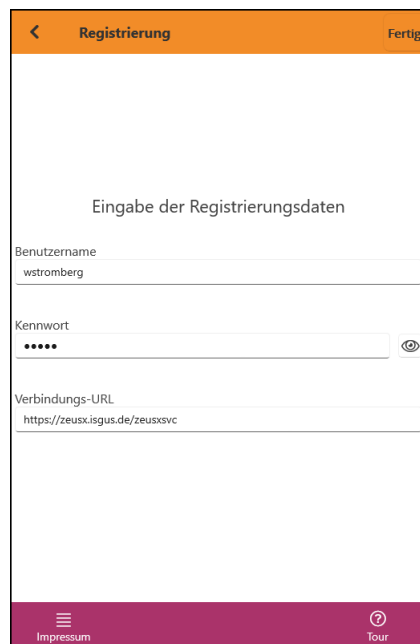 Registrierung
Fertig
Eingabe der Registrierungsdaten
Benutzername
wstromberg
Kennwort
•••••
Verbindungs-URL
https://zeusx.isgus.de/zeusxsvc
Impressum
Tour